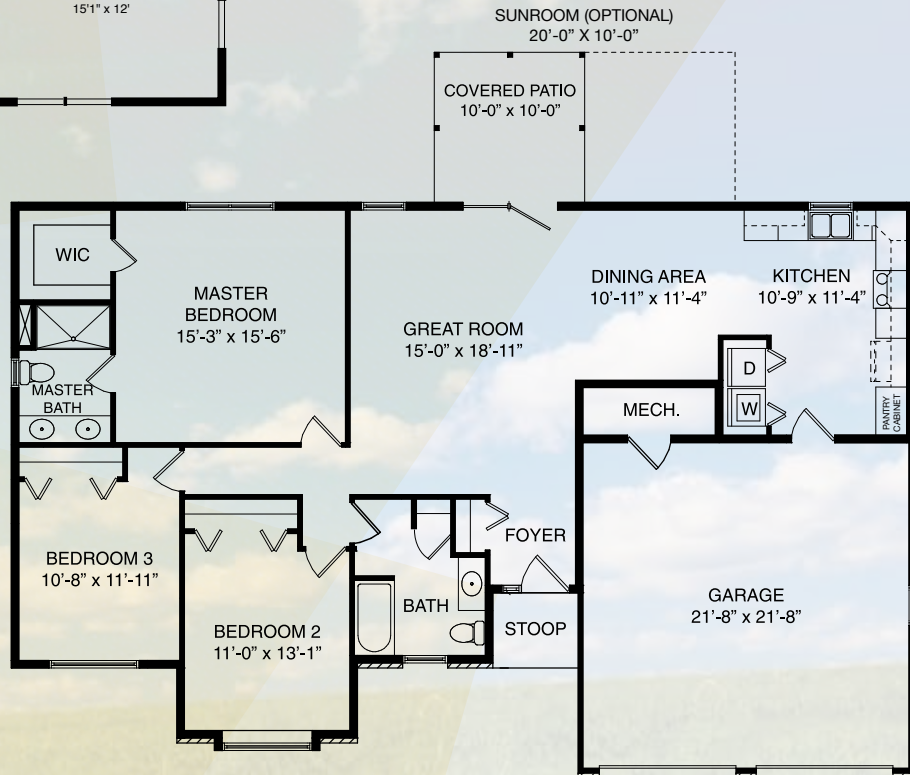 15'1" x 12'
SUNROOM (OPTIONAL)
20’-0” X 10’-0”
COVERED PATIO
10’-0” x 10’-0”
WIC
MASTER
BEDROOM
15’-3” x 15’-6”
GREAT ROOM
15’-0” x 18’-11”
DINING AREA
10’-11” x 11’-4”
KITCHEN
10’-9” x 11’-4”
MASTER
BATH
D
W
MECH.
PANTRY
CABINET
BEDROOM 3
10’-8” x 11’-11”
BEDROOM 2
11’-0” x 13’-1”
BATH
FOYER
STOOP
GARAGE
21’-8” x 21’-8”